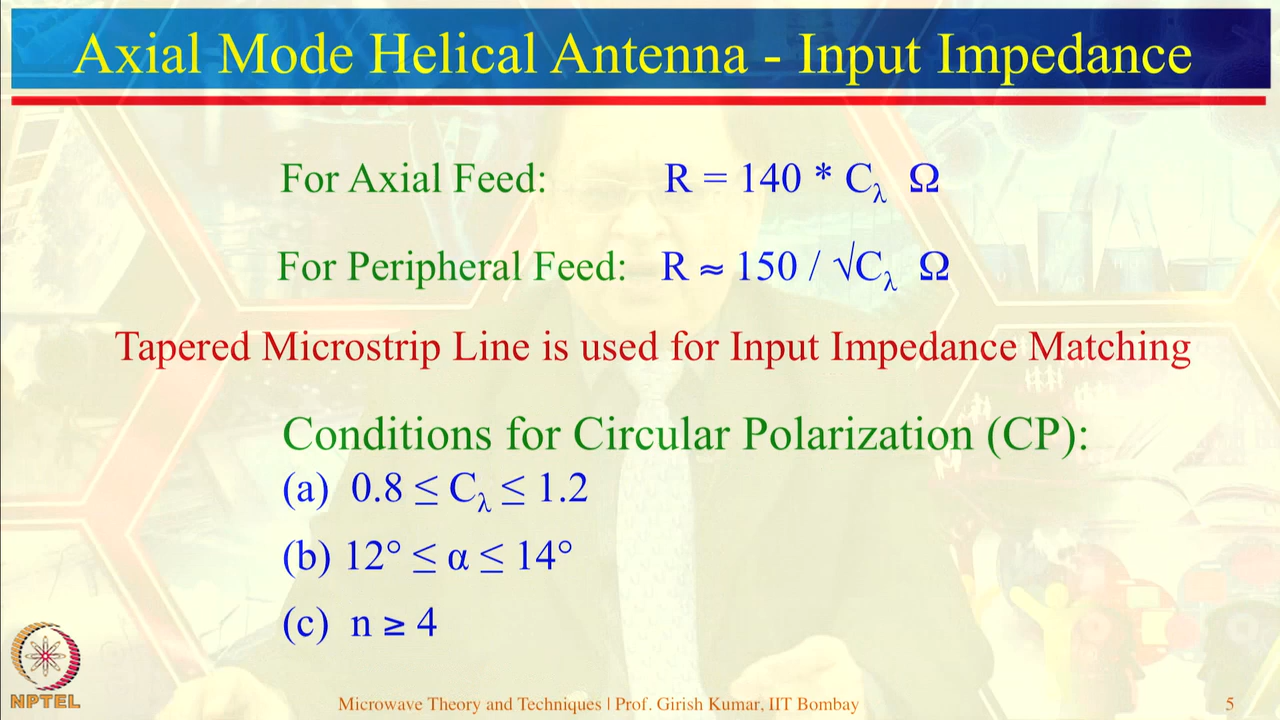 Axial Mode Helical Antenna - Input Impedance
For Axial Feed: R = 140 * Cλ Ω
For Peripheral Feed: R ≈ 150 / √Cλ Ω
Tapered Microstrip Line is used for Input Impedance Matching
Conditions for Circular Polarization (CP):
(a) 0.8 ≤ Cλ ≤ 1.2
(b) 12° ≤ α ≤ 14°
(c) n ≥ 4
NPTEL
Microwave Theory and Techniques | Prof. Girish Kumar, IIT Bombay
5